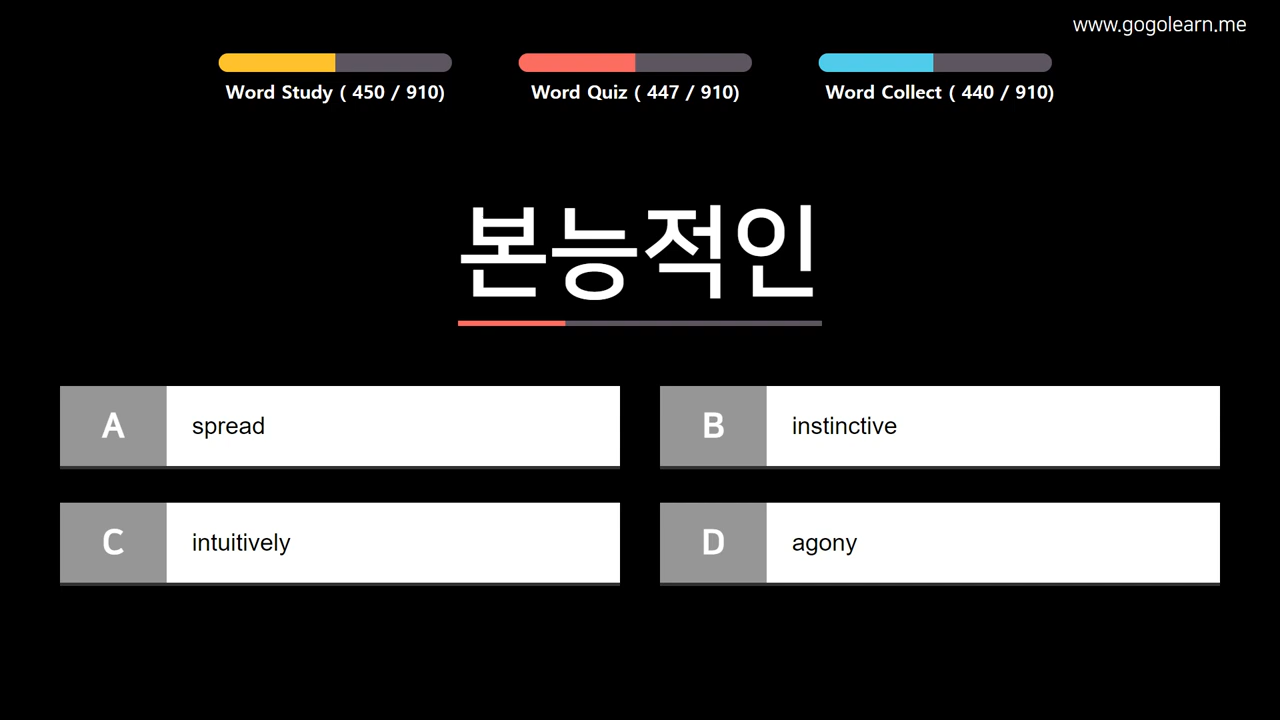 www.gogolearn.me
Word Study ( 450 / 910)
Word Quiz ( 447 / 910)
Word Collect ( 440 / 910)
본능적인
A spread
B instinctive
C intuitively
D agony